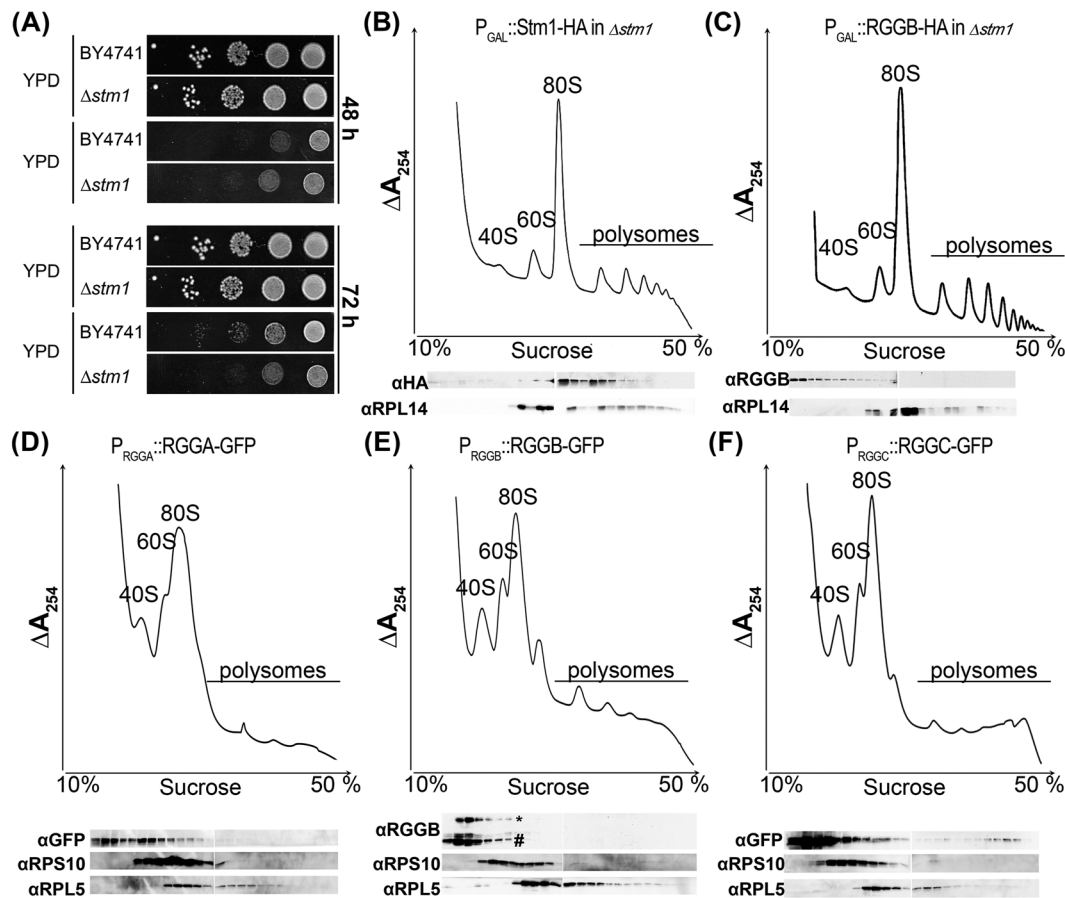 (A)
YPD
BY4741
Δstm1
YPD
BY4741
Δstm1
48 h
YPD
BY4741
Δstm1
YPD
BY4741
Δstm1
72 h
(B)
PGAL::Stm1-HA in Δstm1
ΔA254
40S
60S
80S
polysomes
10%
Sucrose
50 %
αHA
αRPL14
(C)
PGAL::RGGB-HA in Δstm1
ΔA254
40S
60S
80S
polysomes
10%
Sucrose
50 %
αRGGB
αRPL14
(D)
PRGGA::RGGA-GFP
ΔA254
40S
60S
80S
polysomes
10%
Sucrose
50 %
αGFP
αRPS10
αRPL5
(E)
PRGGB::RGGB-GFP
ΔA254
40S
60S
80S
polysomes
10%
Sucrose
50 %
αRGGB
*
#
αRPS10
αRPL5
(F)
PRGGC::RGGC-GFP
ΔA254
40S
60S
80S
polysomes
10%
Sucrose
50 %
αGFP
αRPS10
αRPL5